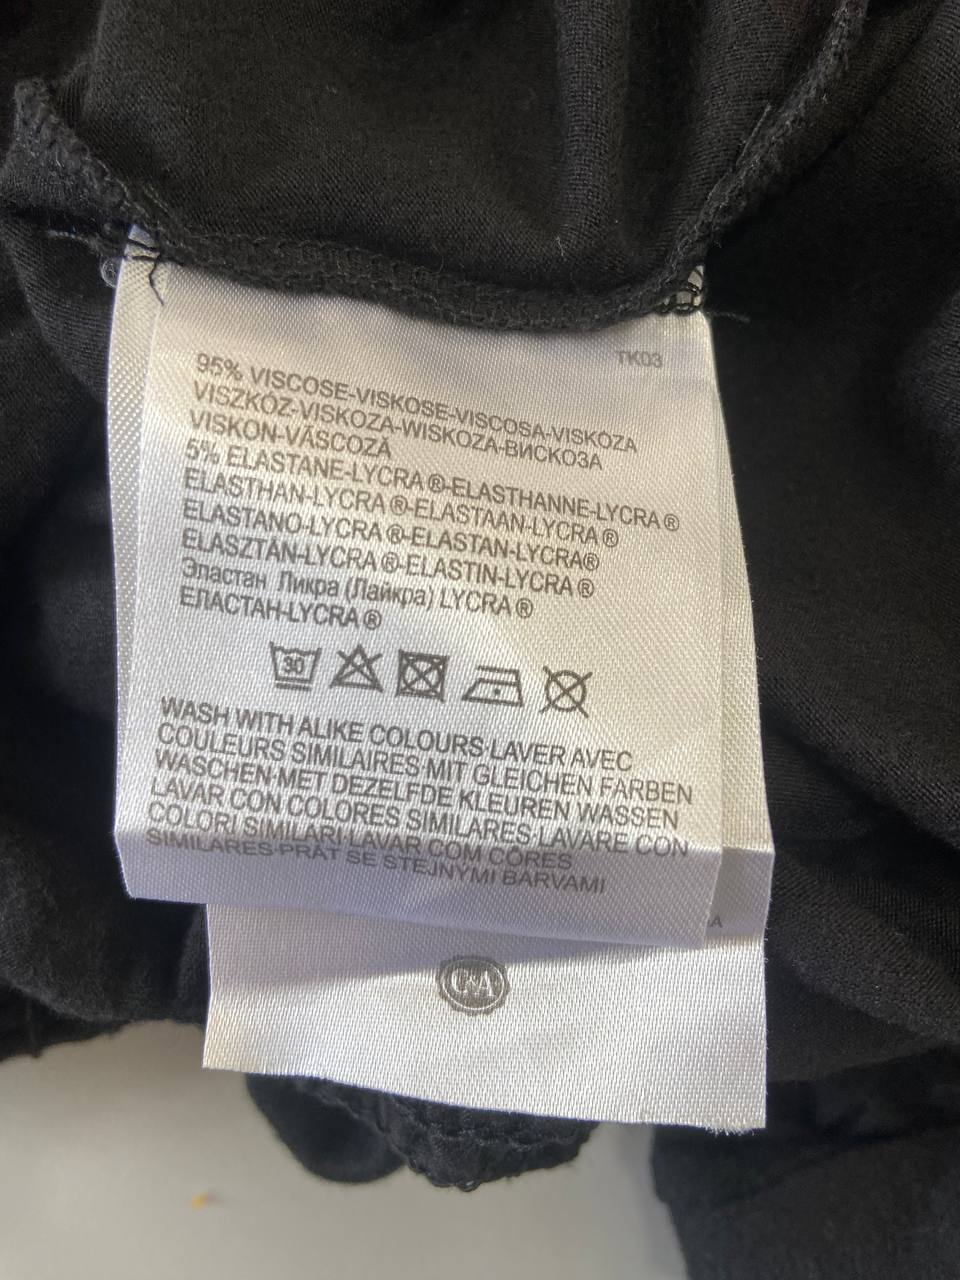 TK03
95% VISCOSE-VISKOSE-VISCOSA-VISKOZA
VISZKÓZ-VISKOZA-WISKOZA-ВИСКОЗА
VISKON-VÂSCOZĂ
5% ELASTANE-LYCRA®-ELASTHANNE-LYCRA®
ELASTHAN-LYCRA®-ELASTAAN-LYCRA®
ELASTANO-LYCRA®-ELASTAN-LYCRA®
ELASZTÁN-LYCRA®-ELASTIN-LYCRA®
Эластан Ликра (Лайкра) LYCRA®
ЕЛАСТАН-LYCRA®
30
WASH WITH ALIKE COLOURS·LAVER AVEC
COULEURS SIMILAIRES MIT GLEICHEN FARBEN
WASCHEN·MET DEZELFDE KLEUREN WASSEN
LAVAR CON COLORES SIMILARES·LAVARE CON
COLORI SIMILARI·LAVAR COM CÔRES
SIMILARES·PRÁT SE STEJNÝMI BARVAMI
C&A